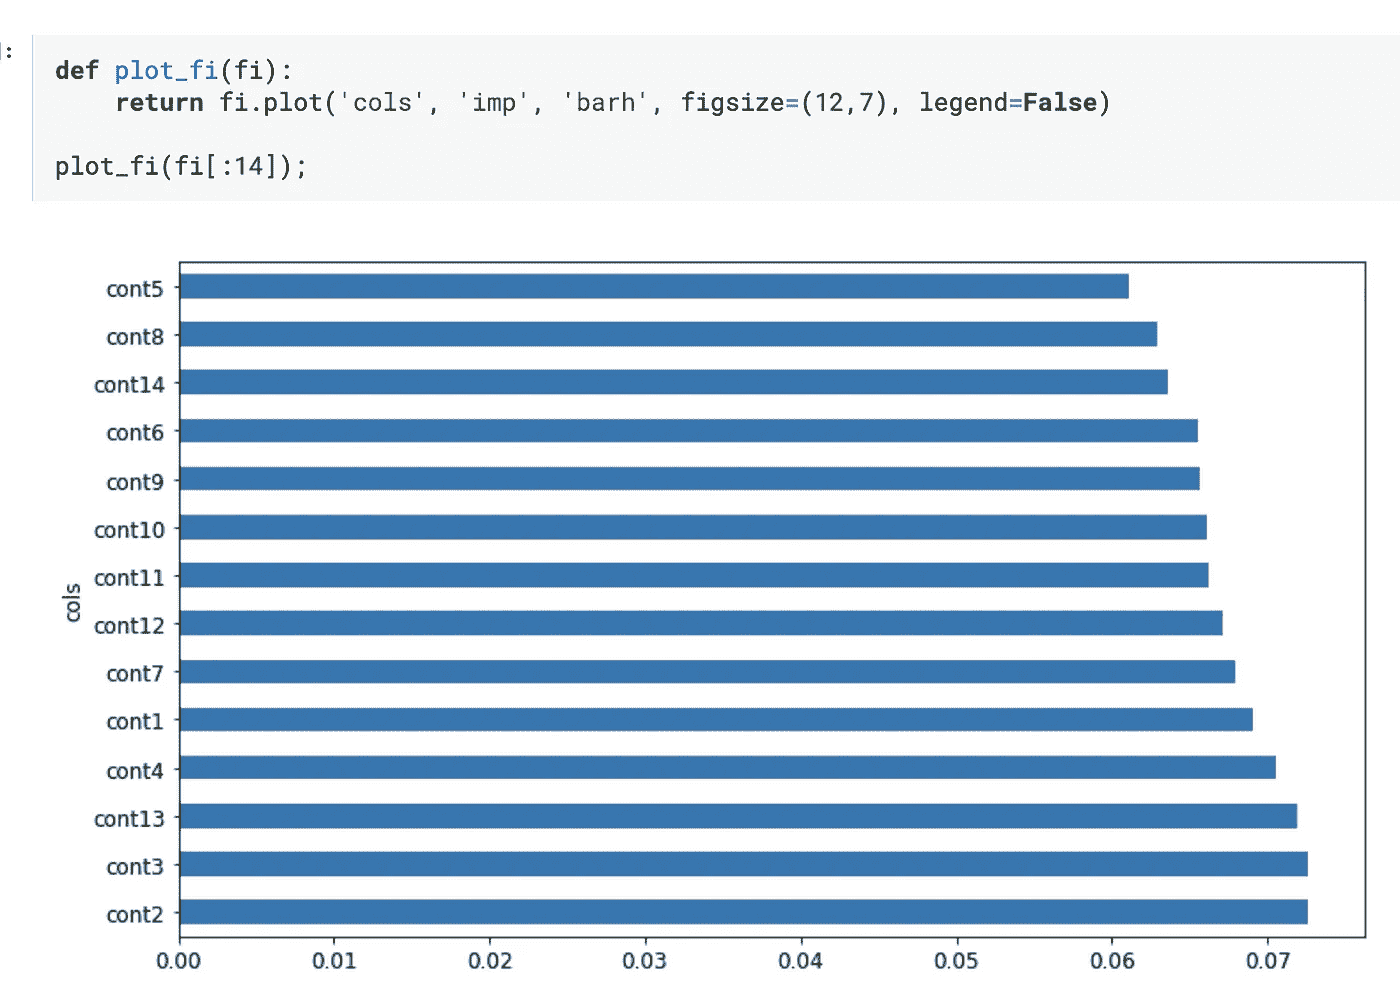 ]:
def plot_fi(fi):
    return fi.plot('cols', 'imp', 'barh', figsize=(12,7), legend=False)
plot_fi(fi[:14]);
cont5
cont8
cont14
cont6
cont9
cont10
cont11
cols
cont12
cont7
cont1
cont4
cont13
cont3
cont2
0.00 0.01 0.02 0.03 0.04 0.05 0.06 0.07